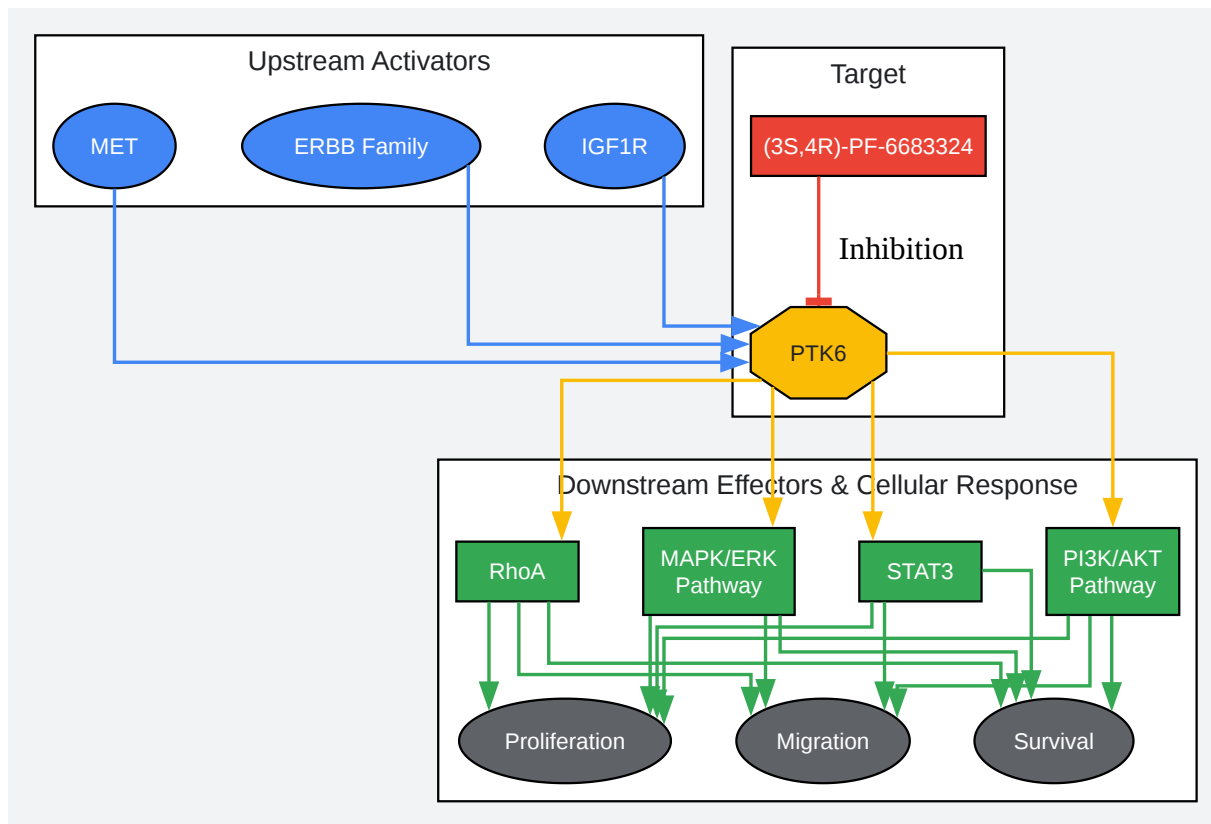 Upstream Activators
MET
ERBB Family
IGF1R
Target
(3S,4R)-PF-6683324
Inhibition
PTK6
Downstream Effectors & Cellular Response
RhoA
MAPK/ERK
Pathway
STAT3
PI3K/AKT
Pathway
Proliferation
Migration
Survival